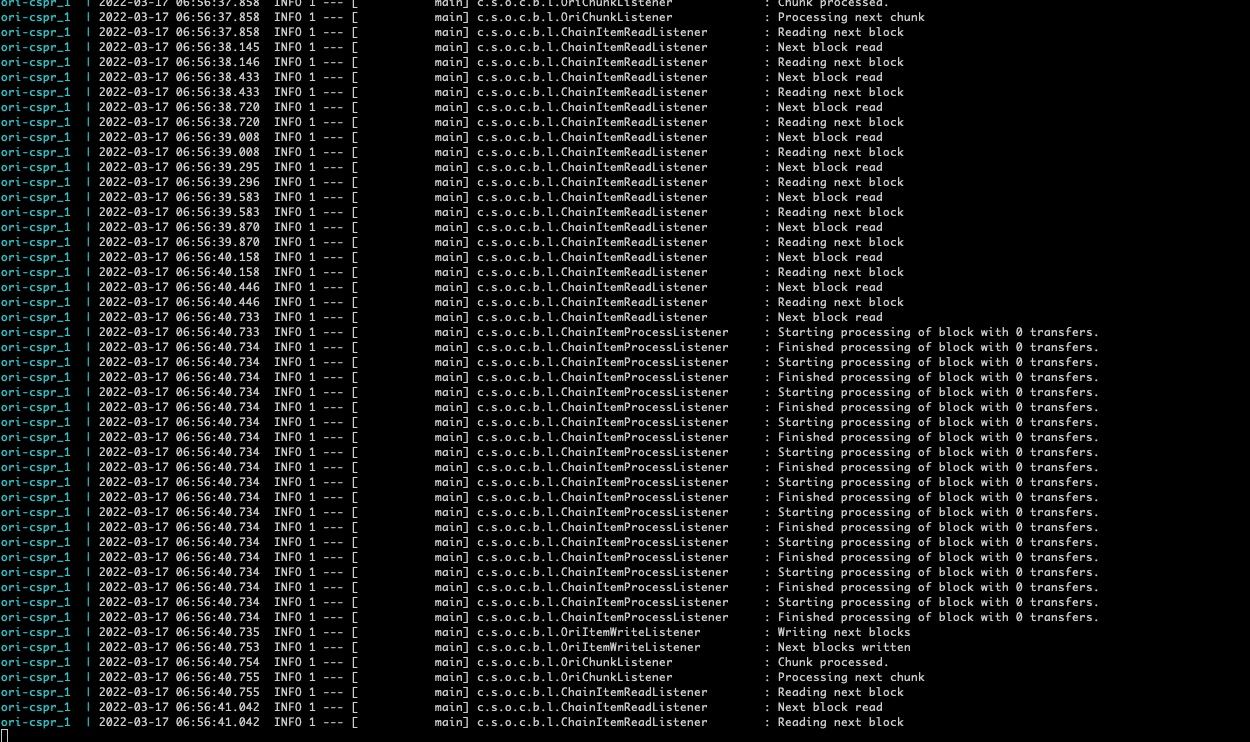 ori-cspr_1 | 2022-03-17 06:56:37.858 INFO 1 --- [ main] c.s.o.c.b.l.OriChunkListener : Chunk processed.
ori-cspr_1 | 2022-03-17 06:56:37.858 INFO 1 --- [ main] c.s.o.c.b.l.OriChunkListener : Processing next chunk
ori-cspr_1 | 2022-03-17 06:56:37.858 INFO 1 --- [ main] c.s.o.c.b.l.ChainItemReadListener : Reading next block
ori-cspr_1 | 2022-03-17 06:56:38.145 INFO 1 --- [ main] c.s.o.c.b.l.ChainItemReadListener : Next block read
ori-cspr_1 | 2022-03-17 06:56:38.146 INFO 1 --- [ main] c.s.o.c.b.l.ChainItemReadListener : Reading next block
ori-cspr_1 | 2022-03-17 06:56:38.433 INFO 1 --- [ main] c.s.o.c.b.l.ChainItemReadListener : Next block read
ori-cspr_1 | 2022-03-17 06:56:38.433 INFO 1 --- [ main] c.s.o.c.b.l.ChainItemReadListener : Reading next block
ori-cspr_1 | 2022-03-17 06:56:38.720 INFO 1 --- [ main] c.s.o.c.b.l.ChainItemReadListener : Next block read
ori-cspr_1 | 2022-03-17 06:56:38.720 INFO 1 --- [ main] c.s.o.c.b.l.ChainItemReadListener : Reading next block
ori-cspr_1 | 2022-03-17 06:56:39.008 INFO 1 --- [ main] c.s.o.c.b.l.ChainItemReadListener : Next block read
ori-cspr_1 | 2022-03-17 06:56:39.008 INFO 1 --- [ main] c.s.o.c.b.l.ChainItemReadListener : Reading next block
ori-cspr_1 | 2022-03-17 06:56:39.295 INFO 1 --- [ main] c.s.o.c.b.l.ChainItemReadListener : Next block read
ori-cspr_1 | 2022-03-17 06:56:39.296 INFO 1 --- [ main] c.s.o.c.b.l.ChainItemReadListener : Reading next block
ori-cspr_1 | 2022-03-17 06:56:39.583 INFO 1 --- [ main] c.s.o.c.b.l.ChainItemReadListener : Next block read
ori-cspr_1 | 2022-03-17 06:56:39.583 INFO 1 --- [ main] c.s.o.c.b.l.ChainItemReadListener : Reading next block
ori-cspr_1 | 2022-03-17 06:56:39.870 INFO 1 --- [ main] c.s.o.c.b.l.ChainItemReadListener : Next block read
ori-cspr_1 | 2022-03-17 06:56:39.870 INFO 1 --- [ main] c.s.o.c.b.l.ChainItemReadListener : Reading next block
ori-cspr_1 | 2022-03-17 06:56:40.158 INFO 1 --- [ main] c.s.o.c.b.l.ChainItemReadListener : Next block read
ori-cspr_1 | 2022-03-17 06:56:40.158 INFO 1 --- [ main] c.s.o.c.b.l.ChainItemReadListener : Reading next block
ori-cspr_1 | 2022-03-17 06:56:40.446 INFO 1 --- [ main] c.s.o.c.b.l.ChainItemReadListener : Next block read
ori-cspr_1 | 2022-03-17 06:56:40.446 INFO 1 --- [ main] c.s.o.c.b.l.ChainItemReadListener : Reading next block
ori-cspr_1 | 2022-03-17 06:56:40.733 INFO 1 --- [ main] c.s.o.c.b.l.ChainItemReadListener : Next block read
ori-cspr_1 | 2022-03-17 06:56:40.733 INFO 1 --- [ main] c.s.o.c.b.l.ChainItemProcessListener : Starting processing of block with 0 transfers.
ori-cspr_1 | 2022-03-17 06:56:40.734 INFO 1 --- [ main] c.s.o.c.b.l.ChainItemProcessListener : Finished processing of block with 0 transfers.
ori-cspr_1 | 2022-03-17 06:56:40.734 INFO 1 --- [ main] c.s.o.c.b.l.ChainItemProcessListener : Starting processing of block with 0 transfers.
ori-cspr_1 | 2022-03-17 06:56:40.734 INFO 1 --- [ main] c.s.o.c.b.l.ChainItemProcessListener : Finished processing of block with 0 transfers.
ori-cspr_1 | 2022-03-17 06:56:40.734 INFO 1 --- [ main] c.s.o.c.b.l.ChainItemProcessListener : Starting processing of block with 0 transfers.
ori-cspr_1 | 2022-03-17 06:56:40.734 INFO 1 --- [ main] c.s.o.c.b.l.ChainItemProcessListener : Finished processing of block with 0 transfers.
ori-cspr_1 | 2022-03-17 06:56:40.734 INFO 1 --- [ main] c.s.o.c.b.l.ChainItemProcessListener : Starting processing of block with 0 transfers.
ori-cspr_1 | 2022-03-17 06:56:40.734 INFO 1 --- [ main] c.s.o.c.b.l.ChainItemProcessListener : Finished processing of block with 0 transfers.
ori-cspr_1 | 2022-03-17 06:56:40.734 INFO 1 --- [ main] c.s.o.c.b.l.ChainItemProcessListener : Starting processing of block with 0 transfers.
ori-cspr_1 | 2022-03-17 06:56:40.734 INFO 1 --- [ main] c.s.o.c.b.l.ChainItemProcessListener : Finished processing of block with 0 transfers.
ori-cspr_1 | 2022-03-17 06:56:40.734 INFO 1 --- [ main] c.s.o.c.b.l.ChainItemProcessListener : Starting processing of block with 0 transfers.
ori-cspr_1 | 2022-03-17 06:56:40.734 INFO 1 --- [ main] c.s.o.c.b.l.ChainItemProcessListener : Finished processing of block with 0 transfers.
ori-cspr_1 | 2022-03-17 06:56:40.734 INFO 1 --- [ main] c.s.o.c.b.l.ChainItemProcessListener : Starting processing of block with 0 transfers.
ori-cspr_1 | 2022-03-17 06:56:40.734 INFO 1 --- [ main] c.s.o.c.b.l.ChainItemProcessListener : Finished processing of block with 0 transfers.
ori-cspr_1 | 2022-03-17 06:56:40.734 INFO 1 --- [ main] c.s.o.c.b.l.ChainItemProcessListener : Starting processing of block with 0 transfers.
ori-cspr_1 | 2022-03-17 06:56:40.734 INFO 1 --- [ main] c.s.o.c.b.l.ChainItemProcessListener : Finished processing of block with 0 transfers.
ori-cspr_1 | 2022-03-17 06:56:40.734 INFO 1 --- [ main] c.s.o.c.b.l.ChainItemProcessListener : Starting processing of block with 0 transfers.
ori-cspr_1 | 2022-03-17 06:56:40.734 INFO 1 --- [ main] c.s.o.c.b.l.ChainItemProcessListener : Finished processing of block with 0 transfers.
ori-cspr_1 | 2022-03-17 06:56:40.734 INFO 1 --- [ main] c.s.o.c.b.l.ChainItemProcessListener : Starting processing of block with 0 transfers.
ori-cspr_1 | 2022-03-17 06:56:40.734 INFO 1 --- [ main] c.s.o.c.b.l.ChainItemProcessListener : Finished processing of block with 0 transfers.
ori-cspr_1 | 2022-03-17 06:56:40.735 INFO 1 --- [ main] c.s.o.c.b.l.OriItemWriteListener : Writing next blocks
ori-cspr_1 | 2022-03-17 06:56:40.753 INFO 1 --- [ main] c.s.o.c.b.l.OriItemWriteListener : Next blocks written
ori-cspr_1 | 2022-03-17 06:56:40.754 INFO 1 --- [ main] c.s.o.c.b.l.OriChunkListener : Chunk processed.
ori-cspr_1 | 2022-03-17 06:56:40.755 INFO 1 --- [ main] c.s.o.c.b.l.OriChunkListener : Processing next chunk
ori-cspr_1 | 2022-03-17 06:56:40.755 INFO 1 --- [ main] c.s.o.c.b.l.ChainItemReadListener : Reading next block
ori-cspr_1 | 2022-03-17 06:56:41.042 INFO 1 --- [ main] c.s.o.c.b.l.ChainItemReadListener : Next block read
ori-cspr_1 | 2022-03-17 06:56:41.042 INFO 1 --- [ main] c.s.o.c.b.l.ChainItemReadListener : Reading next block